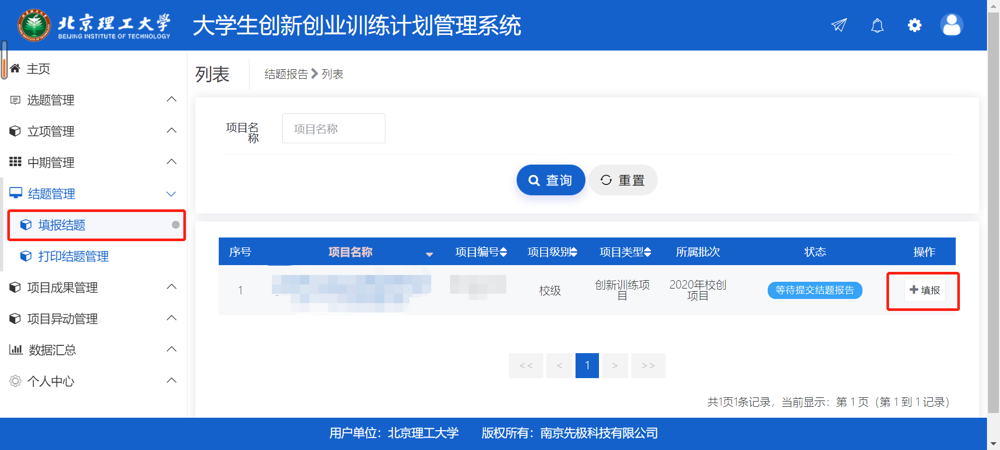 北京理工大学
BEIJING INSTITUTE OF TECHNOLOGY
大学生创新创业训练计划管理系统
主页
选题管理
立项管理
中期管理
结题管理
填报结题
打印结题管理
项目成果管理
项目异动管理
数据汇总
个人中心
列表
结题报告 列表
项目名
称
项目名称
查询 重置
序号 项目名称 项目编号 项目级别 项目类型 所属批次 状态 操作
1 校级 创新训练项
目 2020年校创
项目 等待提交结题报告 填报
<< < 1 > >>
共1页1条记录，当前显示：第 1 页（第 1 到 1 记录）
用户单位：北京理工大学 版权所有：南京先极科技有限公司